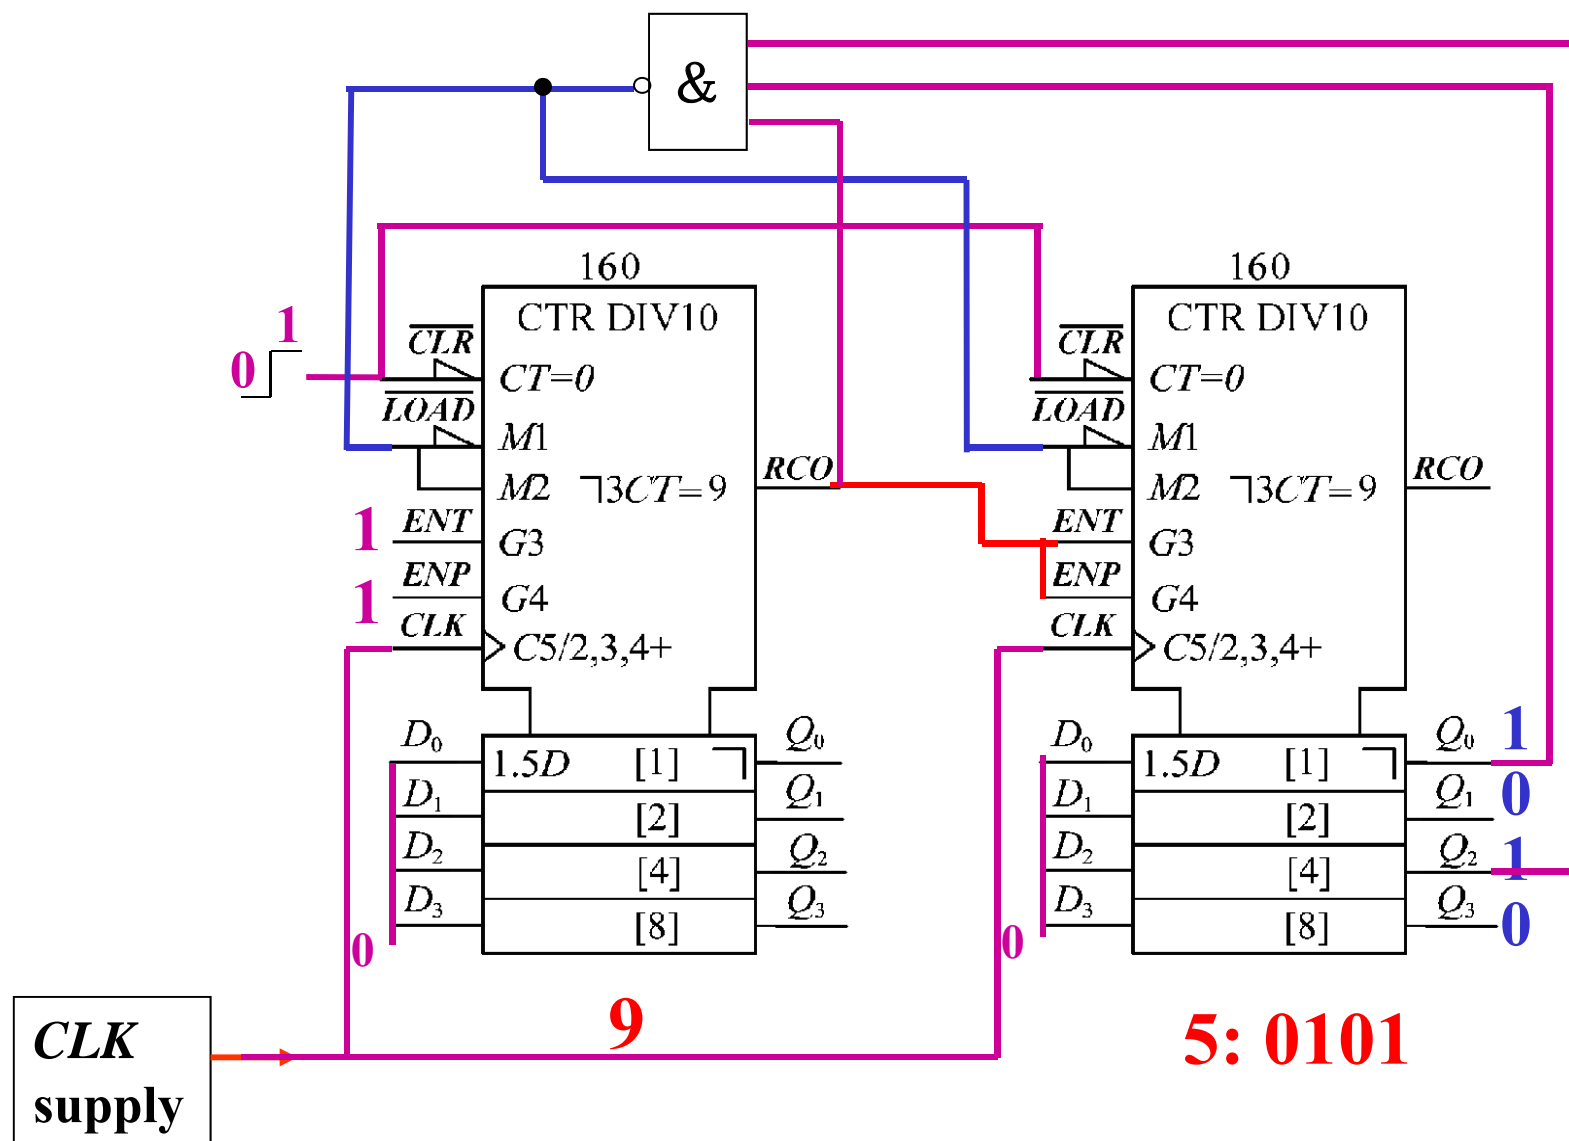 &
160
CTR DIV10
CLR
CT=0
LOAD
M1
M2
¬3CT=9
RCO
ENT
G3
ENP
G4
CLK
C5/2,3,4+
D0
1.5D
[1]
Q0
D1
[2]
Q1
D2
[4]
Q2
D3
[8]
Q3
0
1
1
1
0
9
160
CTR DIV10
CLR
CT=0
LOAD
M1
M2
¬3CT=9
RCO
ENT
G3
ENP
G4
CLK
C5/2,3,4+
D0
1.5D
[1]
Q0
1
D1
[2]
Q1
0
D2
[4]
Q2
1
D3
[8]
Q3
0
0
5: 0101
CLK
supply